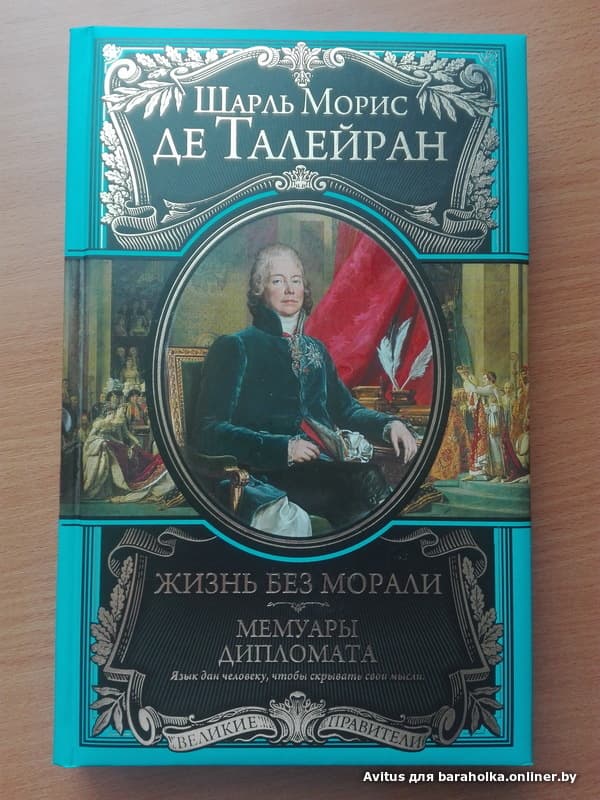 Шарль Морис
де Талейран
ЖИЗНЬ БЕЗ МОРАЛИ
МЕМУАРЫ
ДИПЛОМАТА
Язык дан человеку, чтобы скрывать свои мысли.
ВЕЛИКИЕ ПРАВИТЕЛИ
Avitus для baraholka.onliner.by